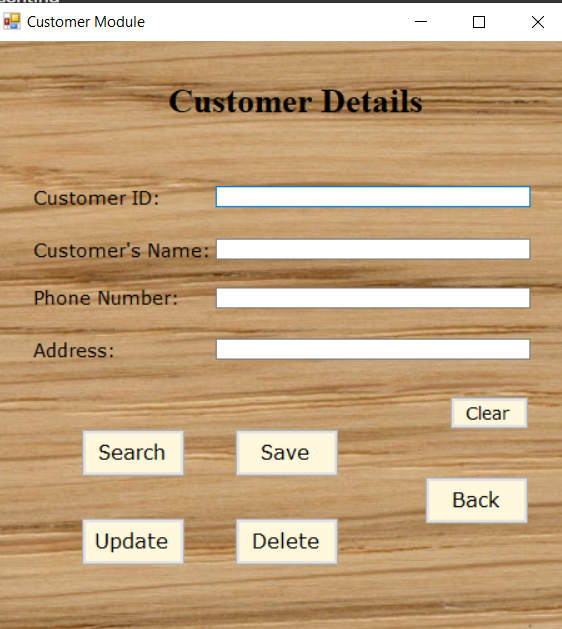 Customer Module
Customer Details
Customer ID:
Customer's Name:
Phone Number:
Address:
Clear
Search Save
Back
Update Delete